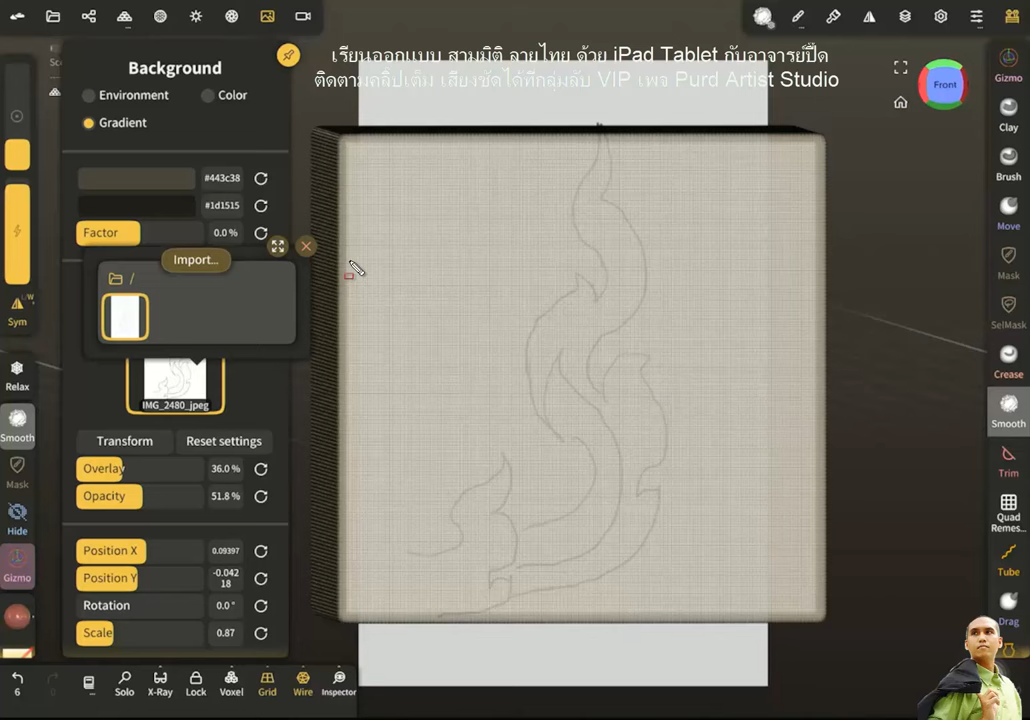 เรียนออกแบบ สามมิติ ลายไทย ด้วย iPad Tablet กับอาจารย์ปื๊ด
ติดตามคลิปเต็ม เสียงชัดได้ที่กลุ่มลับ VIP เพจ Purd Artist Studio
Background
Environment
Color
Gradient
#443c38
#1d1515
Factor
0.0 %
Import...
/
IMG_2480_jpeg
Transform
Reset settings
Overlay
36.0 %
Opacity
51.8 %
Position X
0.09397
Position Y
-0.042
18
Rotation
0.0 °
Scale
0.87
Sym
Relax
Smooth
Mask
Hide
Gizmo
6
0
Solo
X-Ray
Lock
Voxel
Grid
Wire
Inspector
Front
Gizmo
Clay
Brush
Move
Mask
SelMask
Crease
Smooth
Trim
Quad
Remes...
Tube
Drag